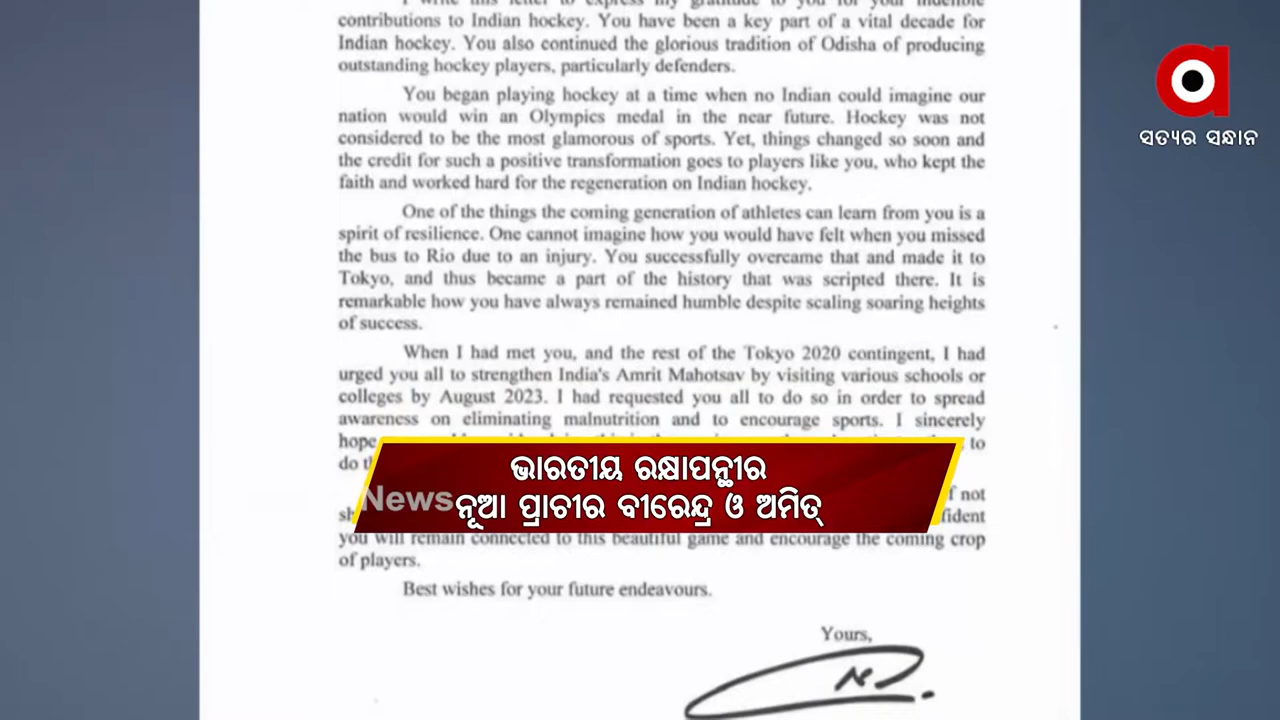 I write this letter to express my gratitude to you for your indelible
contributions to Indian hockey. You have been a key part of a vital decade for
Indian hockey. You also continued the glorious tradition of Odisha of producing
outstanding hockey players, particularly defenders.
You began playing hockey at a time when no Indian could imagine our
nation would win an Olympics medal in the near future. Hockey was not
considered to be the most glamorous of sports. Yet, things changed so soon and
the credit for such a positive transformation goes to players like you, who kept the
faith and worked hard for the regeneration on Indian hockey.
One of the things the coming generation of athletes can learn from you is a
spirit of resilience. One cannot imagine how you would have felt when you missed
the bus to Rio due to an injury. You successfully overcame that and made it to
Tokyo, and thus became a part of the history that was scripted there. It is
remarkable how you have always remained humble despite scaling soaring heights
of success.
When I had met you, and the rest of the Tokyo 2020 contingent, I had
urged you all to strengthen India's Amrit Mahotsav by visiting various schools or
colleges by August 2023. I had requested you all to do so in order to spread
awareness on eliminating malnutrition and to encourage sports. I sincerely
hope to
do
not
you will remain connected to this beautiful game and encourage the coming crop
of players.
Best wishes for your future endeavours.
Yours,
ସତ୍ୟର ସନ୍ଧାନ
ଭାରତୀୟ ରକ୍ଷାପନ୍ଥୀର
News
ନୂଆ ପ୍ରାଚୀର ବୀରେନ୍ଦ୍ର ଓ ଅମିତ୍